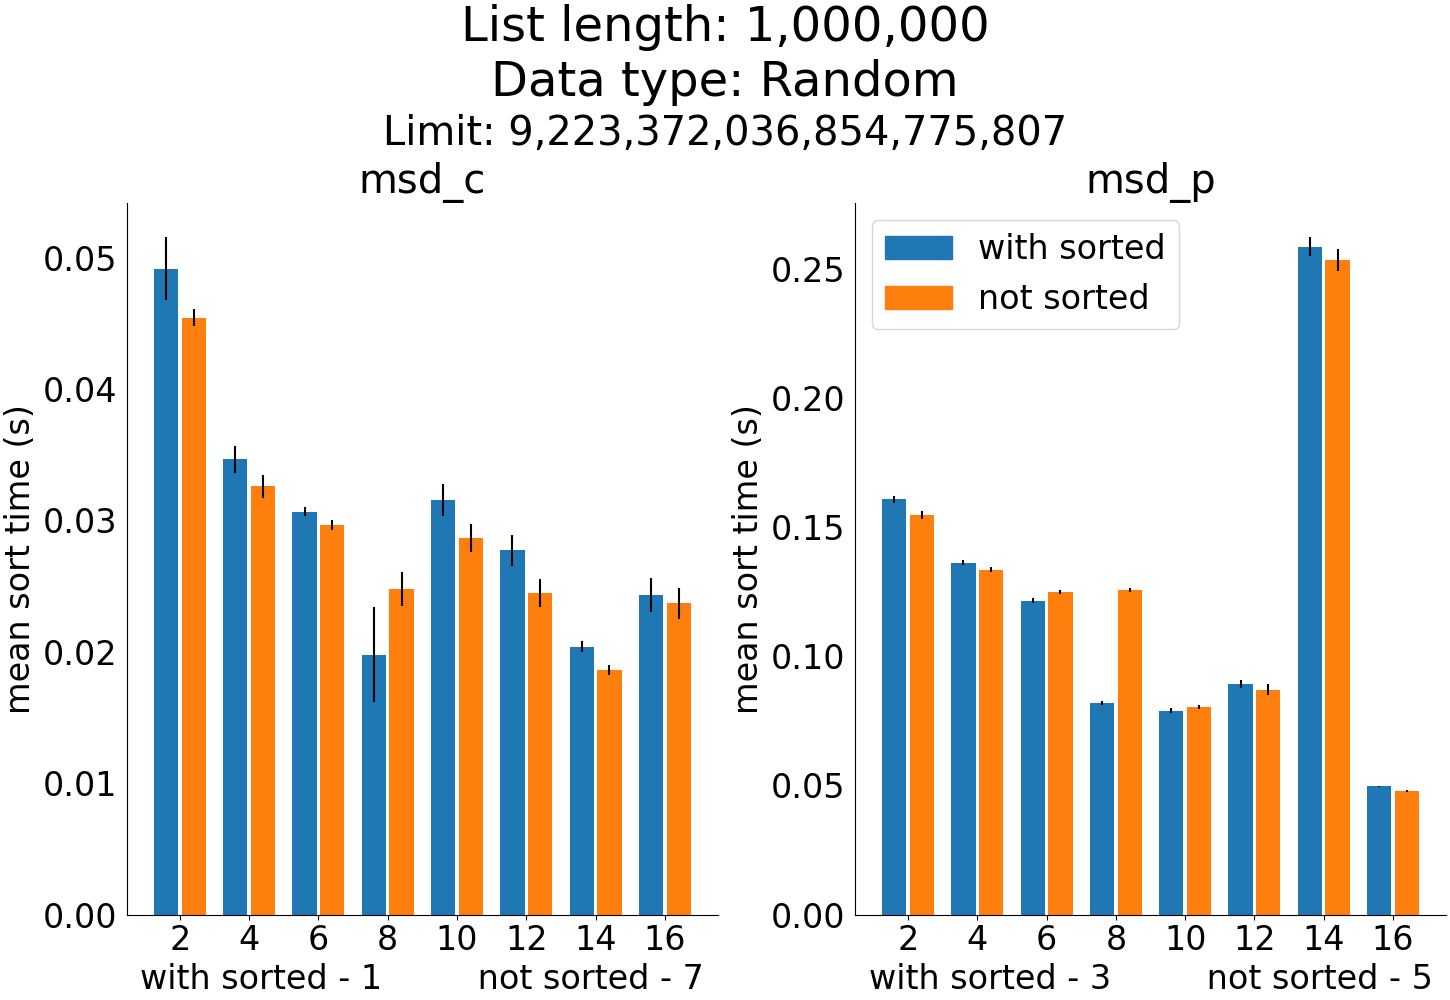 List length: 1,000,000
Data type: Random
Limit: 9,223,372,036,854,775,807
msd_c
mean sort time (s)
0.05
0.04
0.03
0.02
0.01
0.00
2 4 6 8 10 12 14 16
with sorted - 1 not sorted - 7
msd_p
with sorted
not sorted
mean sort time (s)
0.25
0.20
0.15
0.10
0.05
0.00
2 4 6 8 10 12 14 16
with sorted - 3 not sorted - 5